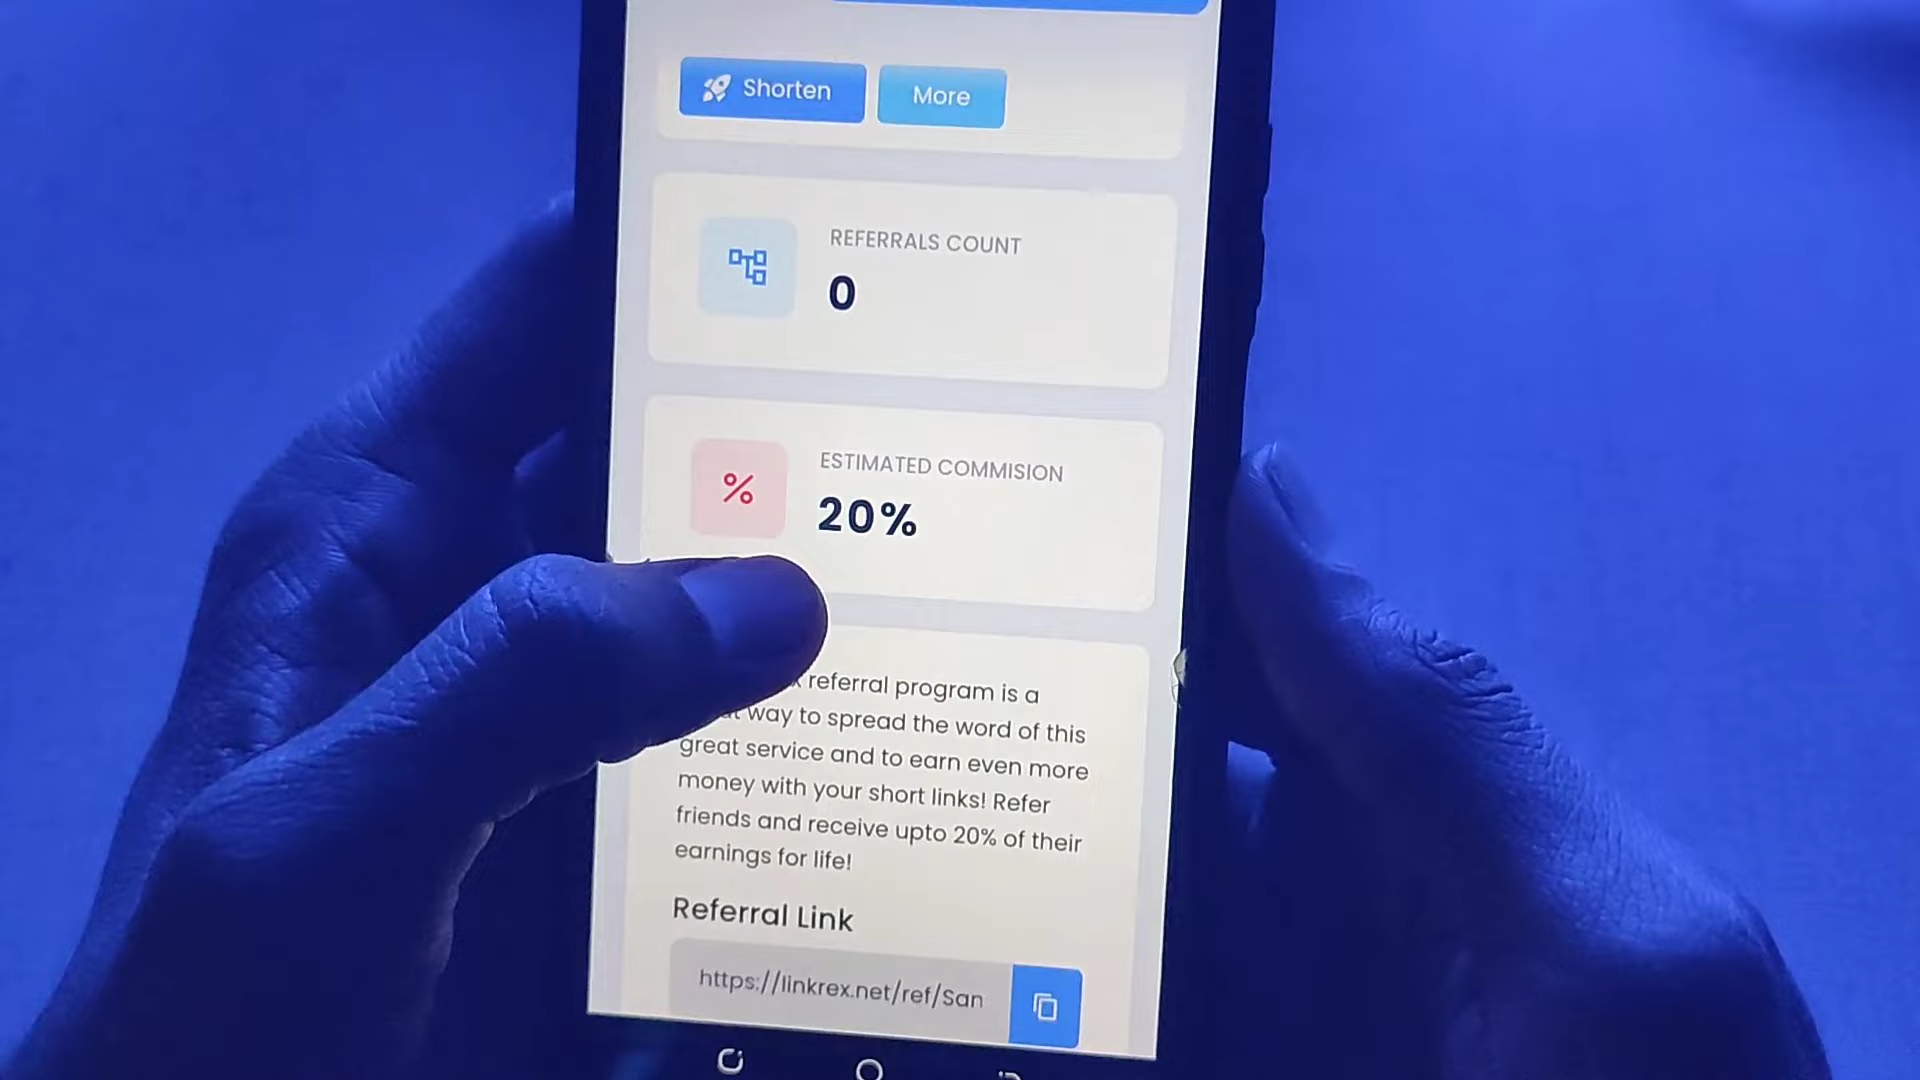 Shorten
More
REFERRALS COUNT
0
%
ESTIMATED COMMISION
20%
referral program is a
way to spread the word of this
great service and to earn even more
money with your short links! Refer
friends and receive upto 20% of their
earnings for life!
Referral Link
https://linkrex.net/ref/San